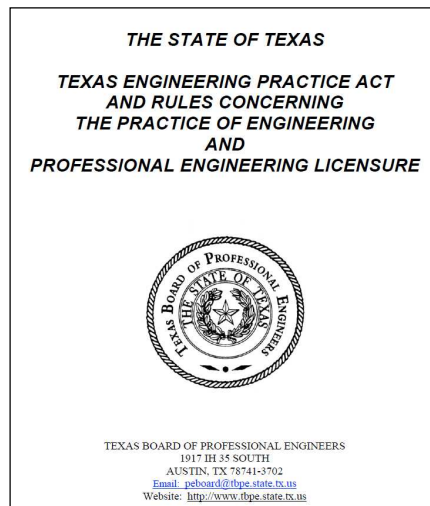 THE STATE OF TEXAS
TEXAS ENGINEERING PRACTICE ACT
AND RULES CONCERNING
THE PRACTICE OF ENGINEERING
AND
PROFESSIONAL ENGINEERING LICENSURE
TEXAS BOARD OF PROFESSIONAL ENGINEERS
THE STATE OF TEXAS
TEXAS BOARD OF PROFESSIONAL ENGINEERS
1917 IH 35 SOUTH
AUSTIN, TX 78741-3702
Email: peboard@tbpe.state.tx.us
Website: http://www.tbpe.state.tx.us